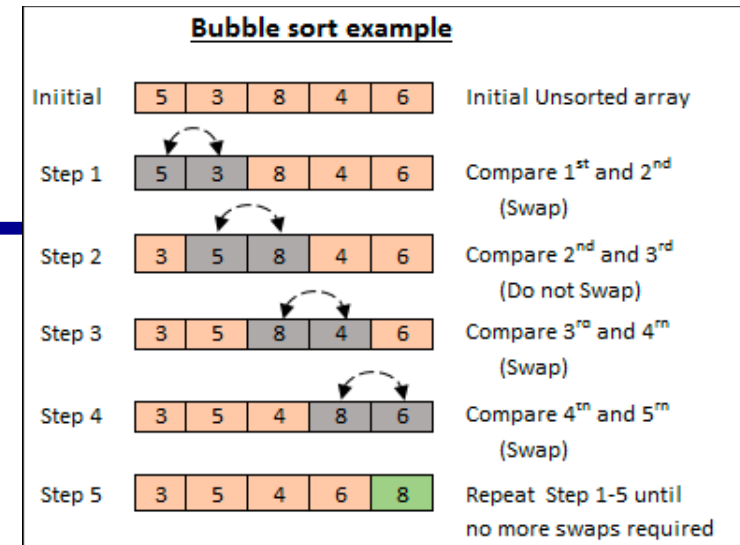 Bubble sort example
Iniitial 5 3 8 4 6 Initial Unsorted array
Step 1 5 3 8 4 6 Compare 1st and 2nd
(Swap)
Step 2 3 5 8 4 6 Compare 2nd and 3rd
(Do not Swap)
Step 3 3 5 8 4 6 Compare 3rd and 4th
(Swap)
Step 4 3 5 4 8 6 Compare 4th and 5th
(Swap)
Step 5 3 5 4 6 8 Repeat Step 1-5 until
no more swaps required